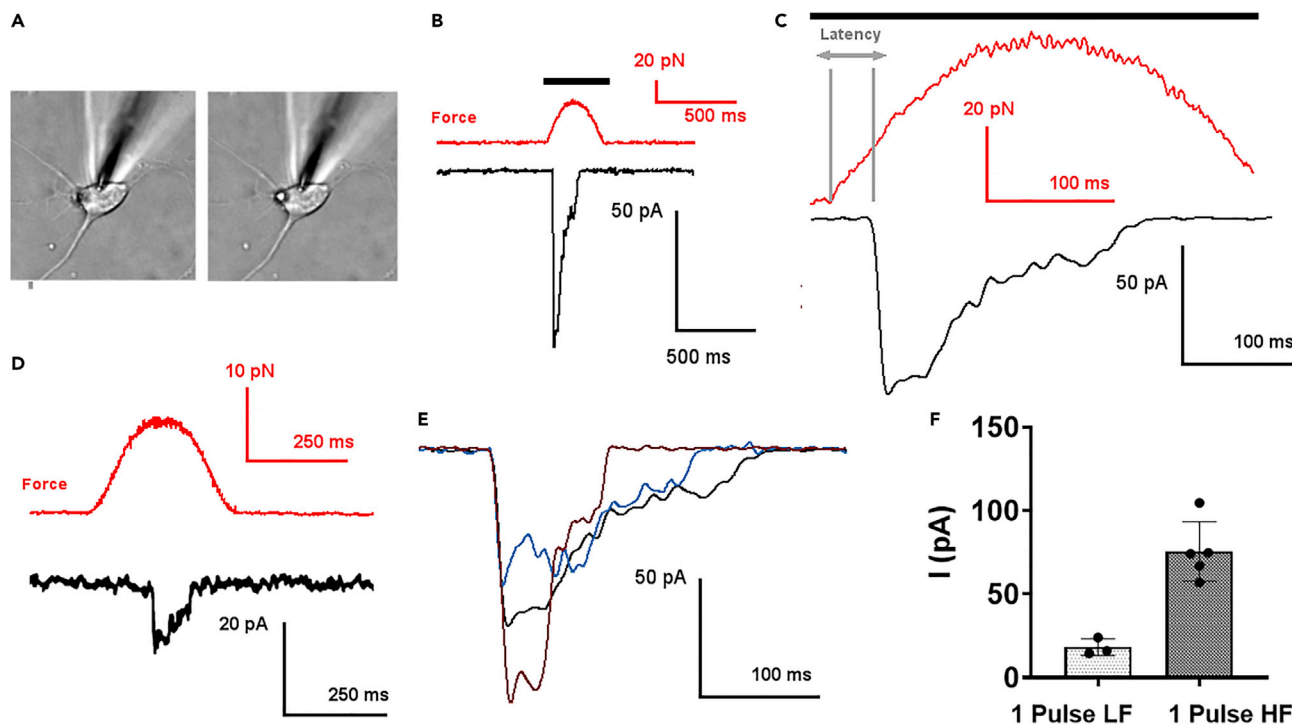 A
B
20 pN
500 ms
Force
50 pA
500 ms
C
Latency
20 pN
100 ms
50 pA
100 ms
D
10 pN
250 ms
Force
20 pA
250 ms
E
50 pA
100 ms
F
150
100
50
0
I (pA)
1 Pulse LF
1 Pulse HF